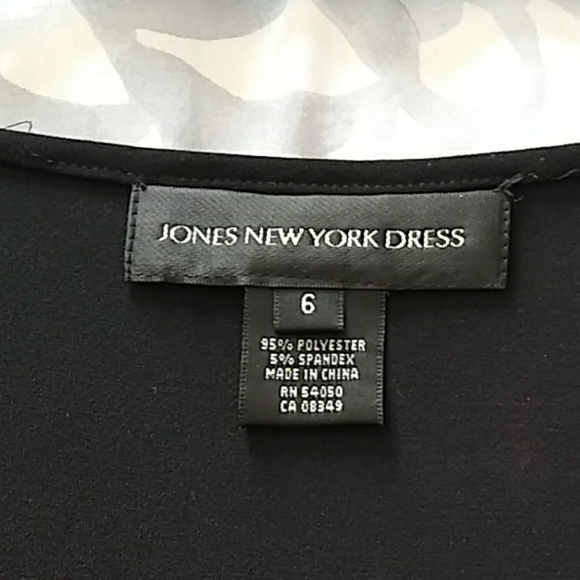 JONES NEW YORK DRESS
6
95% POLYESTER
5% SPANDEX
MADE IN CHINA
RN 54050
CA 08349